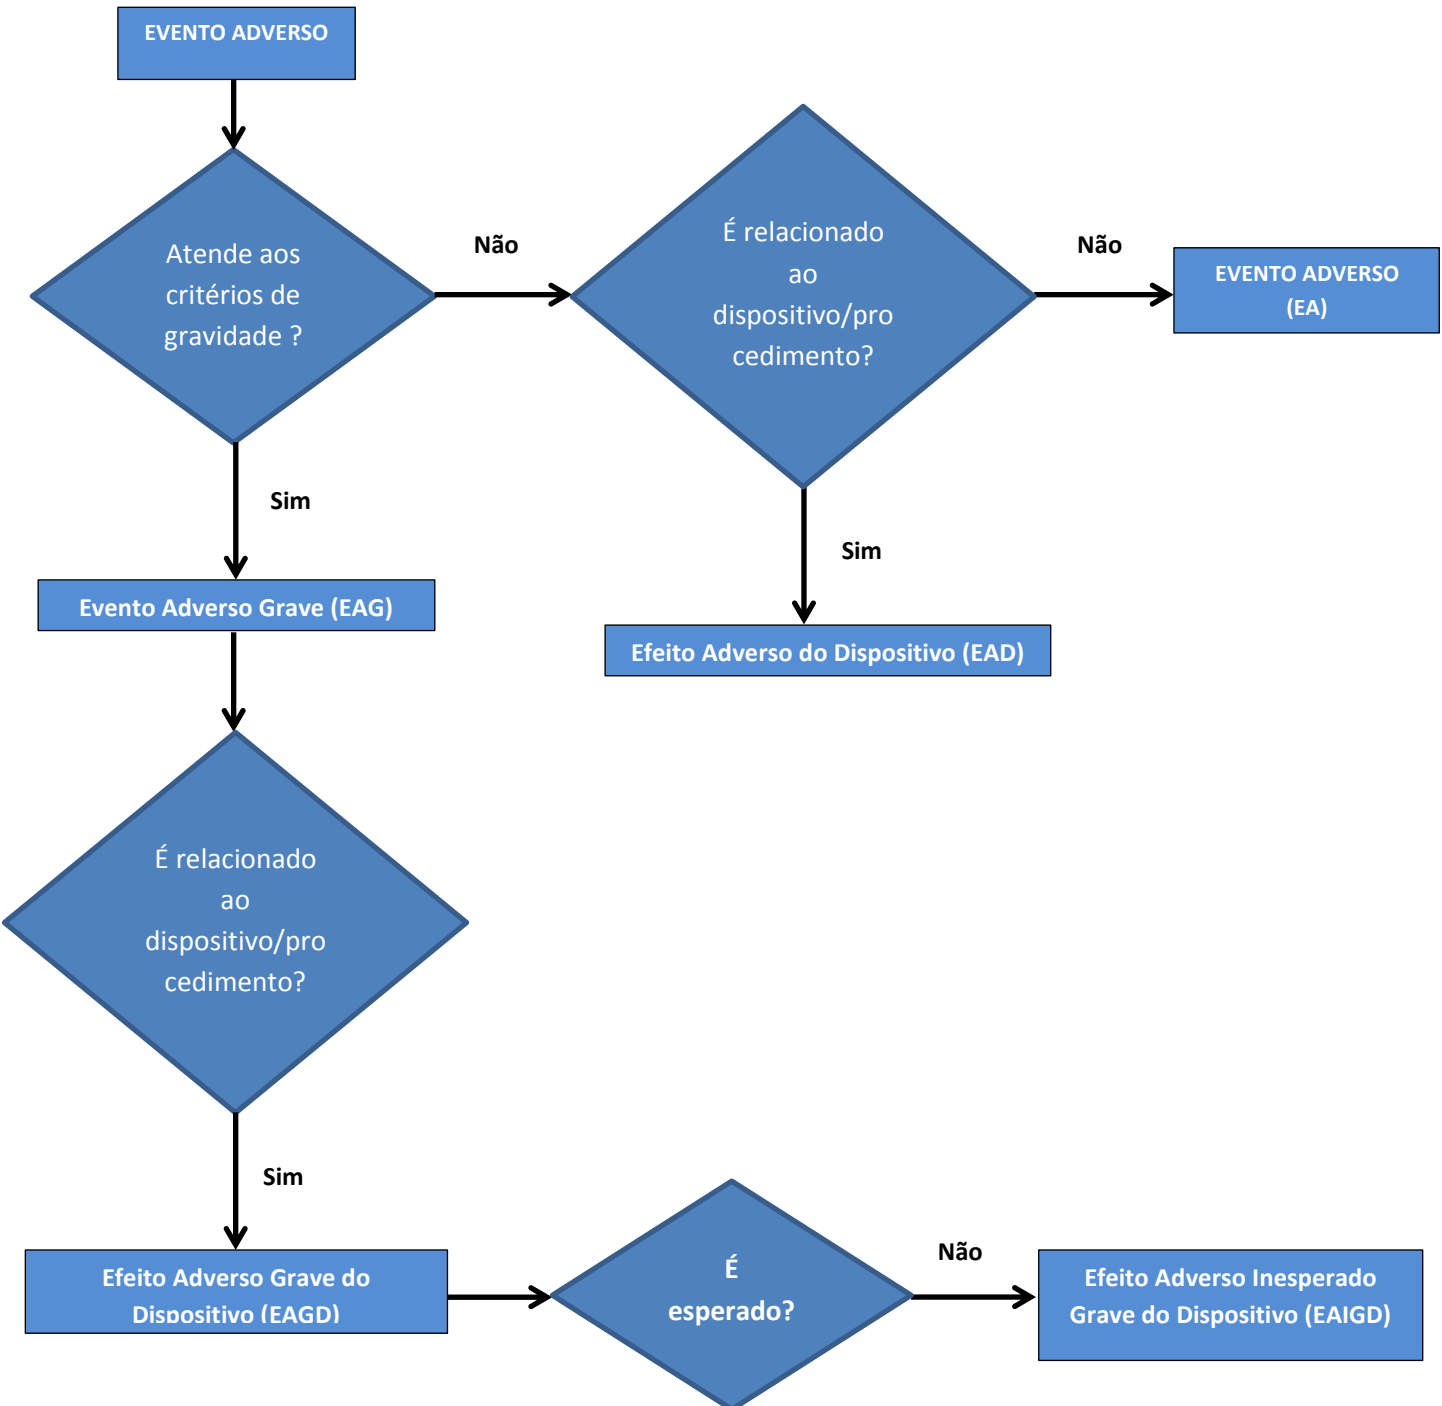 EVENTO ADVERSO
Atende aos
critérios de
gravidade ?
Não
É relacionado
ao
dispositivo/pro
cedimento?
Não
EVENTO ADVERSO
(EA)
Sim
Sim
Evento Adverso Grave (EAG)
Efeito Adverso do Dispositivo (EAD)
É relacionado
ao
dispositivo/pro
cedimento?
Sim
Efeito Adverso Grave do
Dispositivo (EAGD)
É
esperado?
Não
Efeito Adverso Inesperado
Grave do Dispositivo (EAIGD)